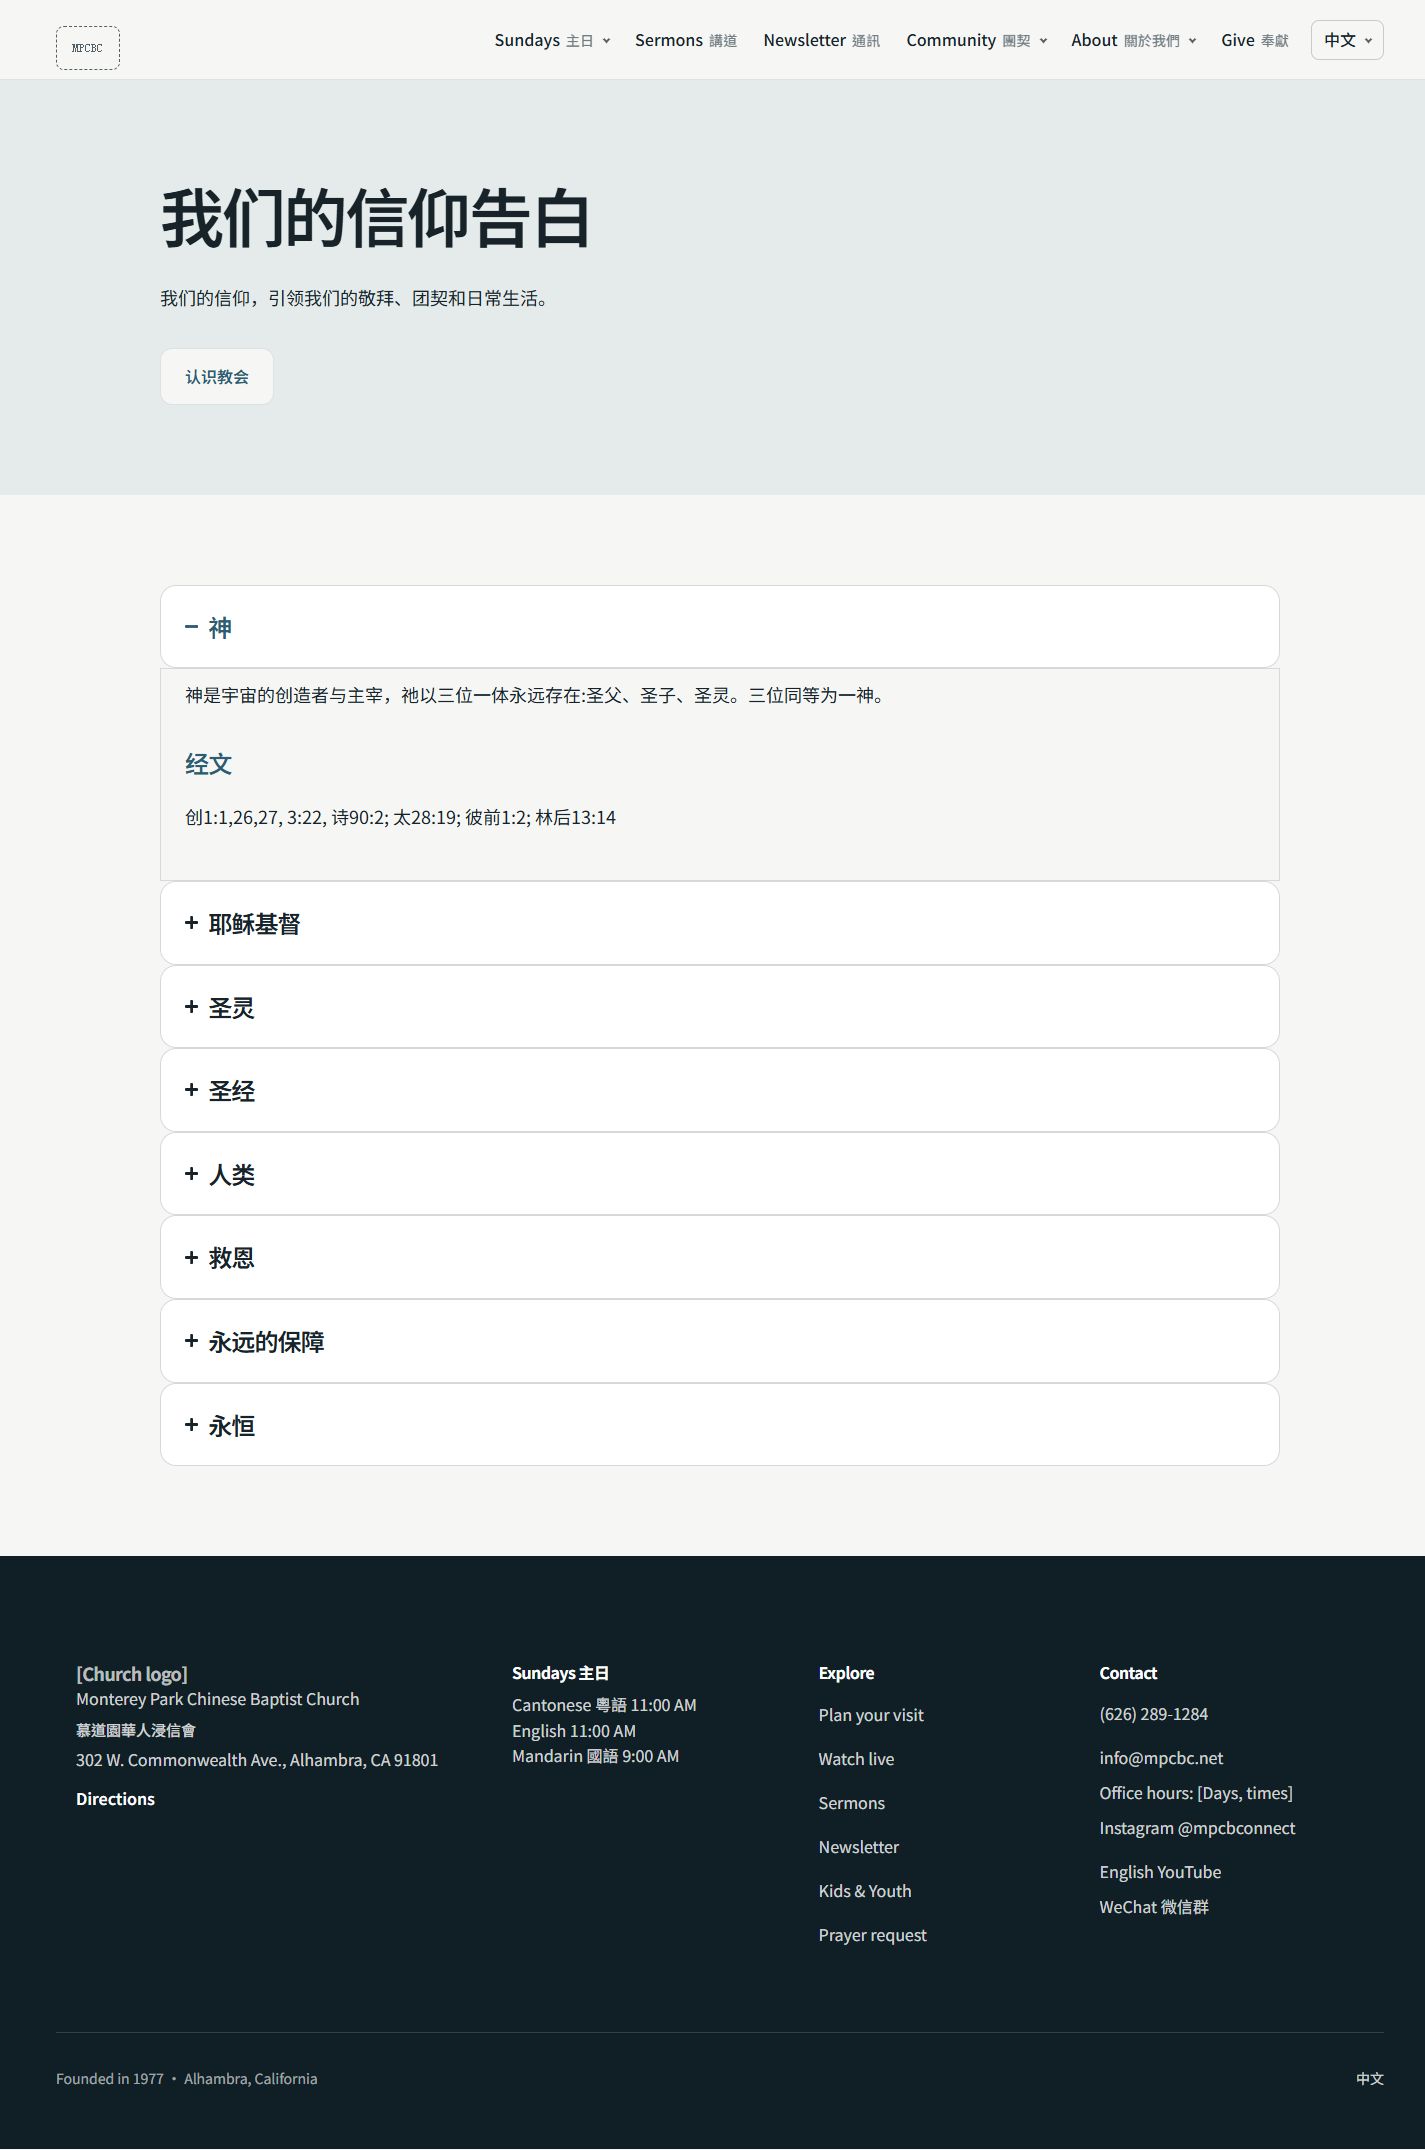 MPCBC
Sundays 主日
Sermons 講道
Newsletter 通訊
Community 團契
About 關於我們
Give 奉獻
中文
我们的信仰告白
我们的信仰，引领我们的敬拜、团契和日常生活。
认识教会
− 神
神是宇宙的创造者与主宰，祂以三位一体永远存在:圣父、圣子、圣灵。三位同等为一神。
经文
创1:1,26,27, 3:22, 诗90:2; 太28:19; 彼前1:2; 林后13:14
+ 耶稣基督
+ 圣灵
+ 圣经
+ 人类
+ 救恩
+ 永远的保障
+ 永恒
[Church logo]
Monterey Park Chinese Baptist Church
慕道園華人浸信會
302 W. Commonwealth Ave., Alhambra, CA 91801
Directions
Sundays 主日
Cantonese 粵語 11:00 AM
English 11:00 AM
Mandarin 國語 9:00 AM
Explore
Plan your visit
Watch live
Sermons
Newsletter
Kids & Youth
Prayer request
Contact
(626) 289-1284
info@mpcbc.net
Office hours: [Days, times]
Instagram @mpcbconnect
English YouTube
WeChat 微信群
Founded in 1977 · Alhambra, California
中文